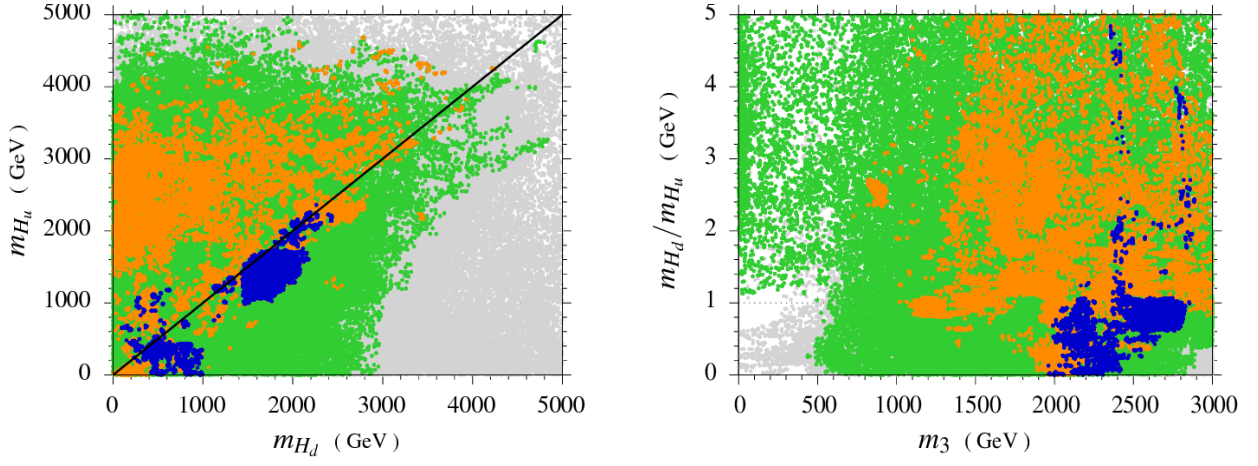 5000
4000
3000
2000
1000
0
m_{H_u} ( GeV )
0 1000 2000 3000 4000 5000
m_{H_d} ( GeV )
5
4
3
2
1
0
m_{H_d}/m_{H_u} ( GeV )
0 500 1000 1500 2000 2500 3000
m_3 ( GeV )